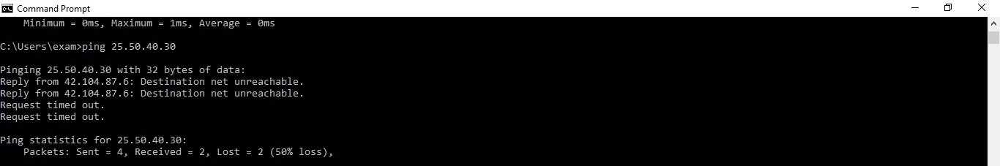 Command Prompt
Minimum = 0ms, Maximum = 1ms, Average = 0ms
C:\Users\exam>ping 25.50.40.30
Pinging 25.50.40.30 with 32 bytes of data:
Reply from 42.104.87.6: Destination net unreachable.
Reply from 42.104.87.6: Destination net unreachable.
Request timed out.
Request timed out.
Ping statistics for 25.50.40.30:
Packets: Sent = 4, Received = 2, Lost = 2 (50% loss),